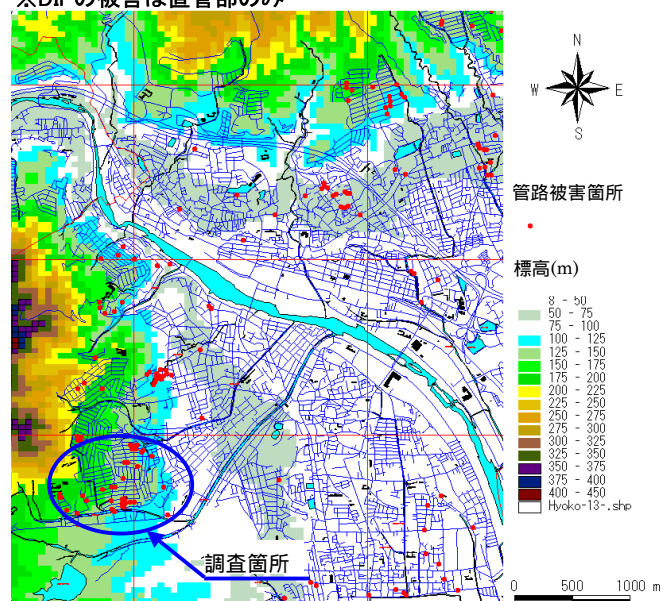 ※DIPの被害は直管部のみ
N
W
E
S
管路被害箇所
標高(m)
8 - 50
50 - 75
75 - 100
100 - 125
125 - 150
150 - 175
175 - 200
200 - 225
225 - 250
250 - 275
275 - 300
300 - 325
325 - 350
350 - 375
375 - 400
400 - 450
Hyoko-13-.shp
調査箇所
0 500 1000 m